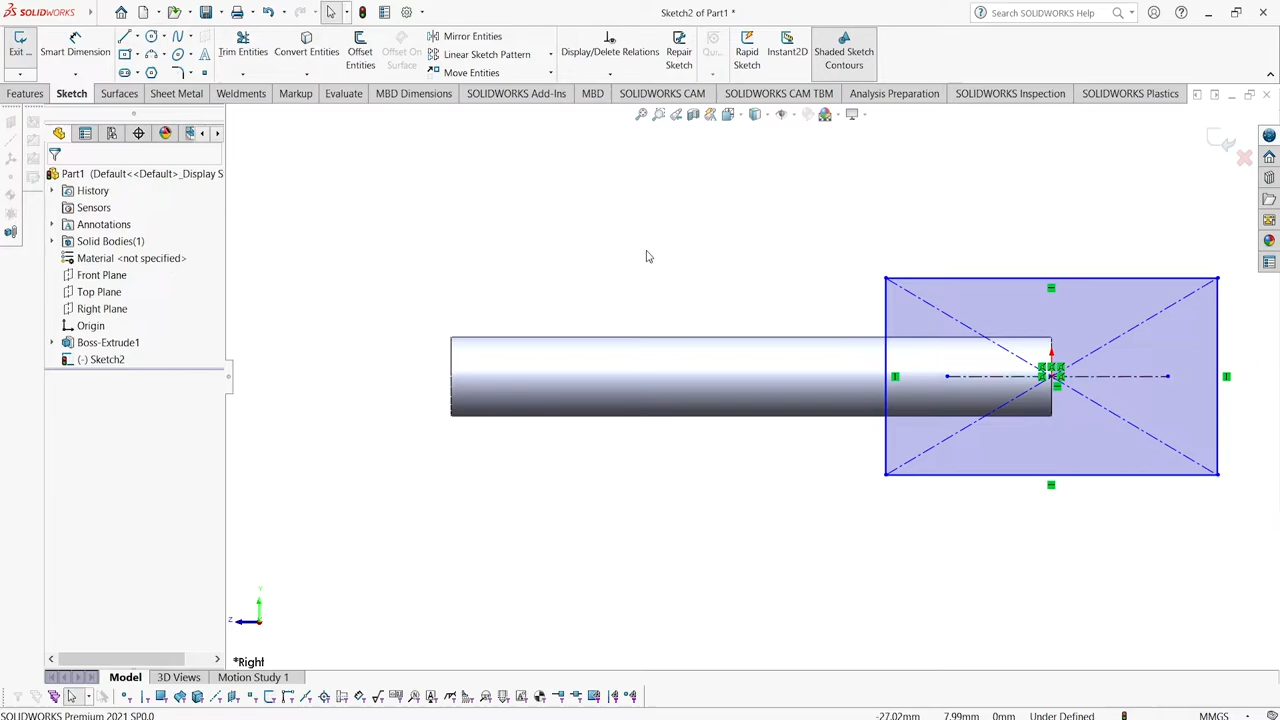 SOLIDWORKS
Sketch2 of Part1 *
Search SOLIDWORKS Help
Exit ...
Smart Dimension
Trim Entities
Convert Entities
Offset Entities
Offset On Surface
Mirror Entities
Linear Sketch Pattern
Move Entities
Display/Delete Relations
Repair Sketch
Qu...
Rapid Sketch
Instant2D
Shaded Sketch Contours
Features
Sketch
Surfaces
Sheet Metal
Weldments
Markup
Evaluate
MBD Dimensions
SOLIDWORKS Add-Ins
MBD
SOLIDWORKS CAM
SOLIDWORKS CAM TBM
Analysis Preparation
SOLIDWORKS Inspection
SOLIDWORKS Plastics
Part1 (Default<<Default>_Display S
History
Sensors
Annotations
Solid Bodies(1)
Material <not specified>
Front Plane
Top Plane
Right Plane
Origin
Boss-Extrude1
(-) Sketch2
Y
Z
*Right
Model
3D Views
Motion Study 1
SOLIDWORKS Premium 2021 SP0.0
-27.02mm
7.99mm
0mm
Under Defined
MMGS